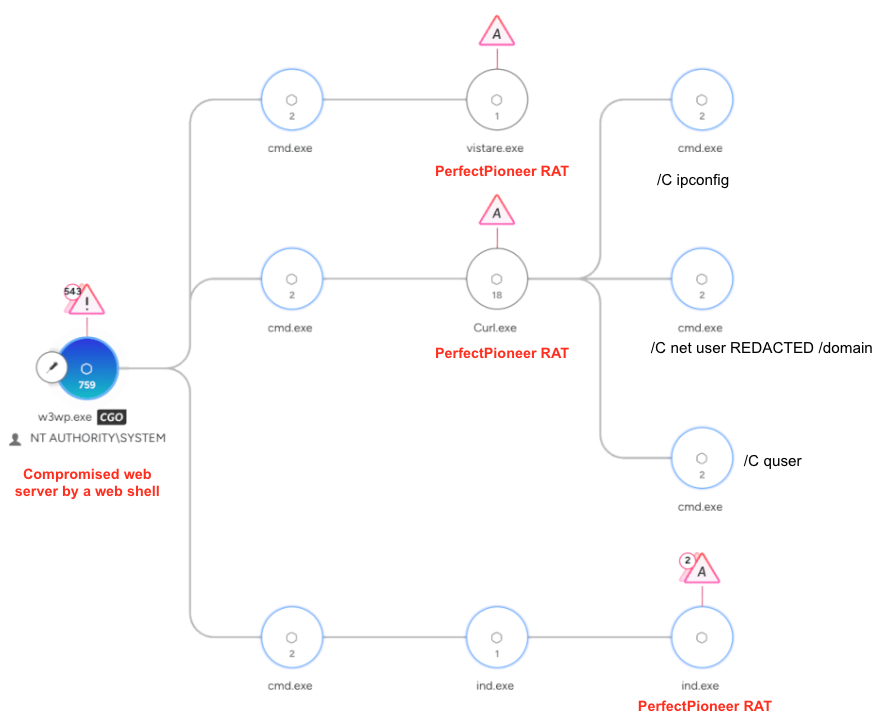 A
2
cmd.exe
1
vistare.exe
PerfectPioneer RAT
2
cmd.exe
/C ipconfig
A
2
cmd.exe
18
Curl.exe
PerfectPioneer RAT
2
cmd.exe
/C net user REDACTED /domain
543
!
759
w3wp.exe CGO
NT AUTHORITY\SYSTEM
Compromised web
server by a web shell
2
cmd.exe
/C quser
2
A
2
cmd.exe
1
ind.exe
ind.exe
PerfectPioneer RAT